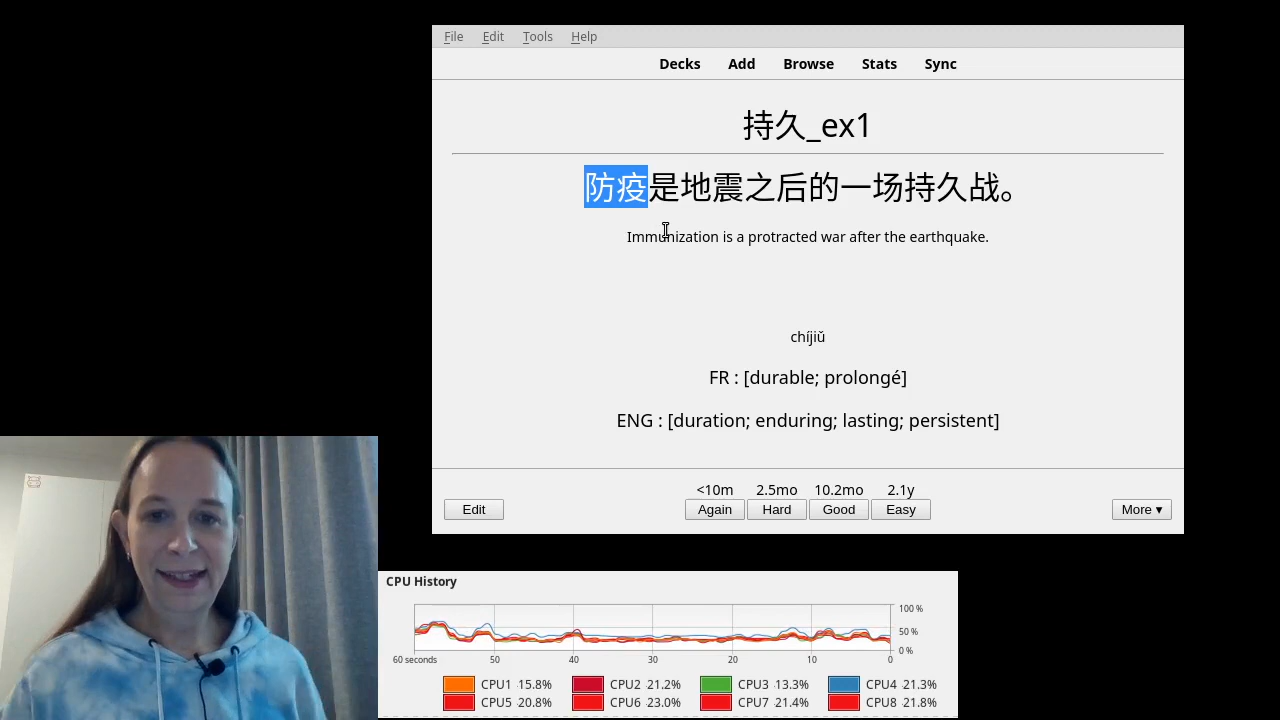 File Edit Tools Help
Decks Add Browse Stats Sync
持久_ex1
防疫是地震之后的一场持久战。
Immunization is a protracted war after the earthquake.
chíjiǔ
FR : [durable; prolongé]
ENG : [duration; enduring; lasting; persistent]
<10m 2.5mo 10.2mo 2.1y
Edit Again Hard Good Easy More ▾
CPU History
100 %
50 %
0 %
60 seconds 50 40 30 20 10 0
CPU1 15.8% CPU2 21.2% CPU3 13.3% CPU4 21.3%
CPU5 20.8% CPU6 23.0% CPU7 21.4% CPU8 21.8%